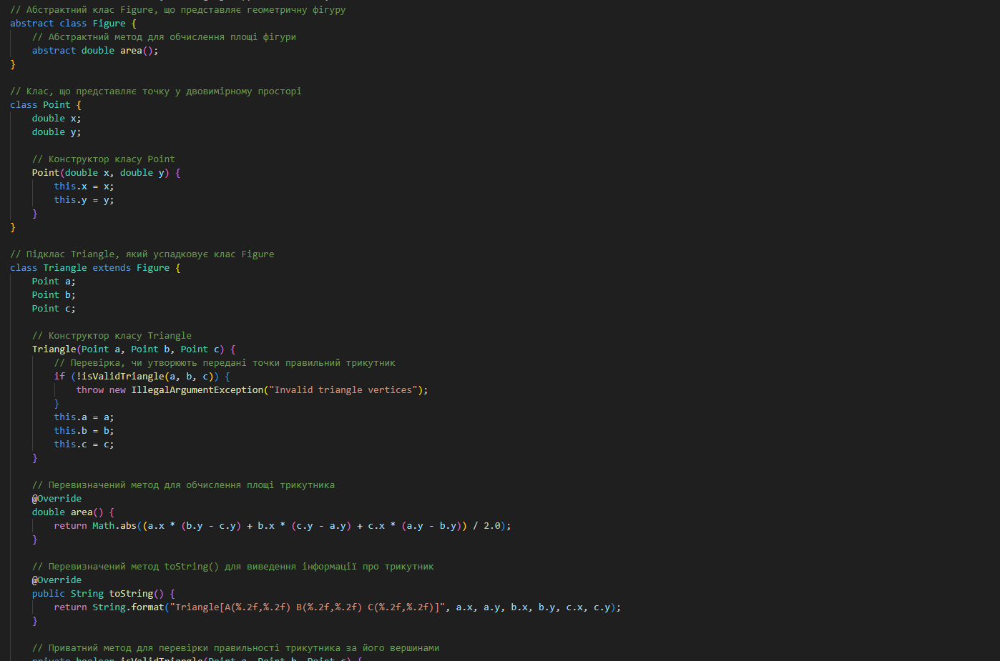 // Абстрактний клас Figure, що представляє геометричну фігуру
abstract class Figure {
    // Абстрактний метод для обчислення площі фігури
    abstract double area();
}

// Клас, що представляє точку у двовимірному просторі
class Point {
    double x;
    double y;

    // Конструктор класу Point
    Point(double x, double y) {
        this.x = x;
        this.y = y;
    }
}

// Підклас Triangle, який успадковує клас Figure
class Triangle extends Figure {
    Point a;
    Point b;
    Point c;

    // Конструктор класу Triangle
    Triangle(Point a, Point b, Point c) {
        // Перевірка, чи утворюють передані точки правильний трикутник
        if (!isValidTriangle(a, b, c)) {
            throw new IllegalArgumentException("Invalid triangle vertices");
        }
        this.a = a;
        this.b = b;
        this.c = c;
    }

    // Перевизначений метод для обчислення площі трикутника
    @Override
    double area() {
        return Math.abs((a.x * (b.y - c.y) + b.x * (c.y - a.y) + c.x * (a.y - b.y)) / 2.0);
    }

    // Перевизначений метод toString() для виведення інформації про трикутник
    @Override
    public String toString() {
        return String.format("Triangle[A(%.2f,%.2f) B(%.2f,%.2f) C(%.2f,%.2f)]", a.x, a.y, b.x, b.y, c.x, c.y);
    }

    // Приватний метод для перевірки правильності трикутника за його вершинами
    private boolean isValidTriangle(Point a, Point b, Point c) {